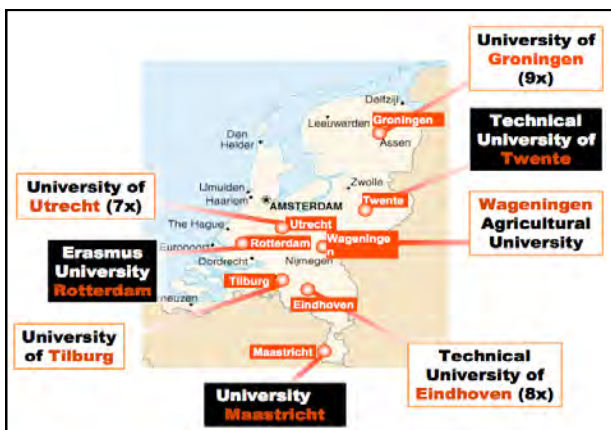 University of
Groningen
(9x)
Delfzijl
Leeuwarden
Groningen
Assen
Den
Helder
Technical
University of
Twente
Zwolle
IJmuiden
Haarlem
AMSTERDAM
Twente
University of
Utrecht (7x)
Utrecht
The Hague
Wageningen
Agricultural
University
Erasmus
University
Rotterdam
Europoort
Rotterdam
Wageninge
n
Dordrecht
Nijmegen
Tilburg
Eindhoven
neuzen
University
of Tilburg
Maastricht
University
Maastricht
Technical
University of
Eindhoven (8x)